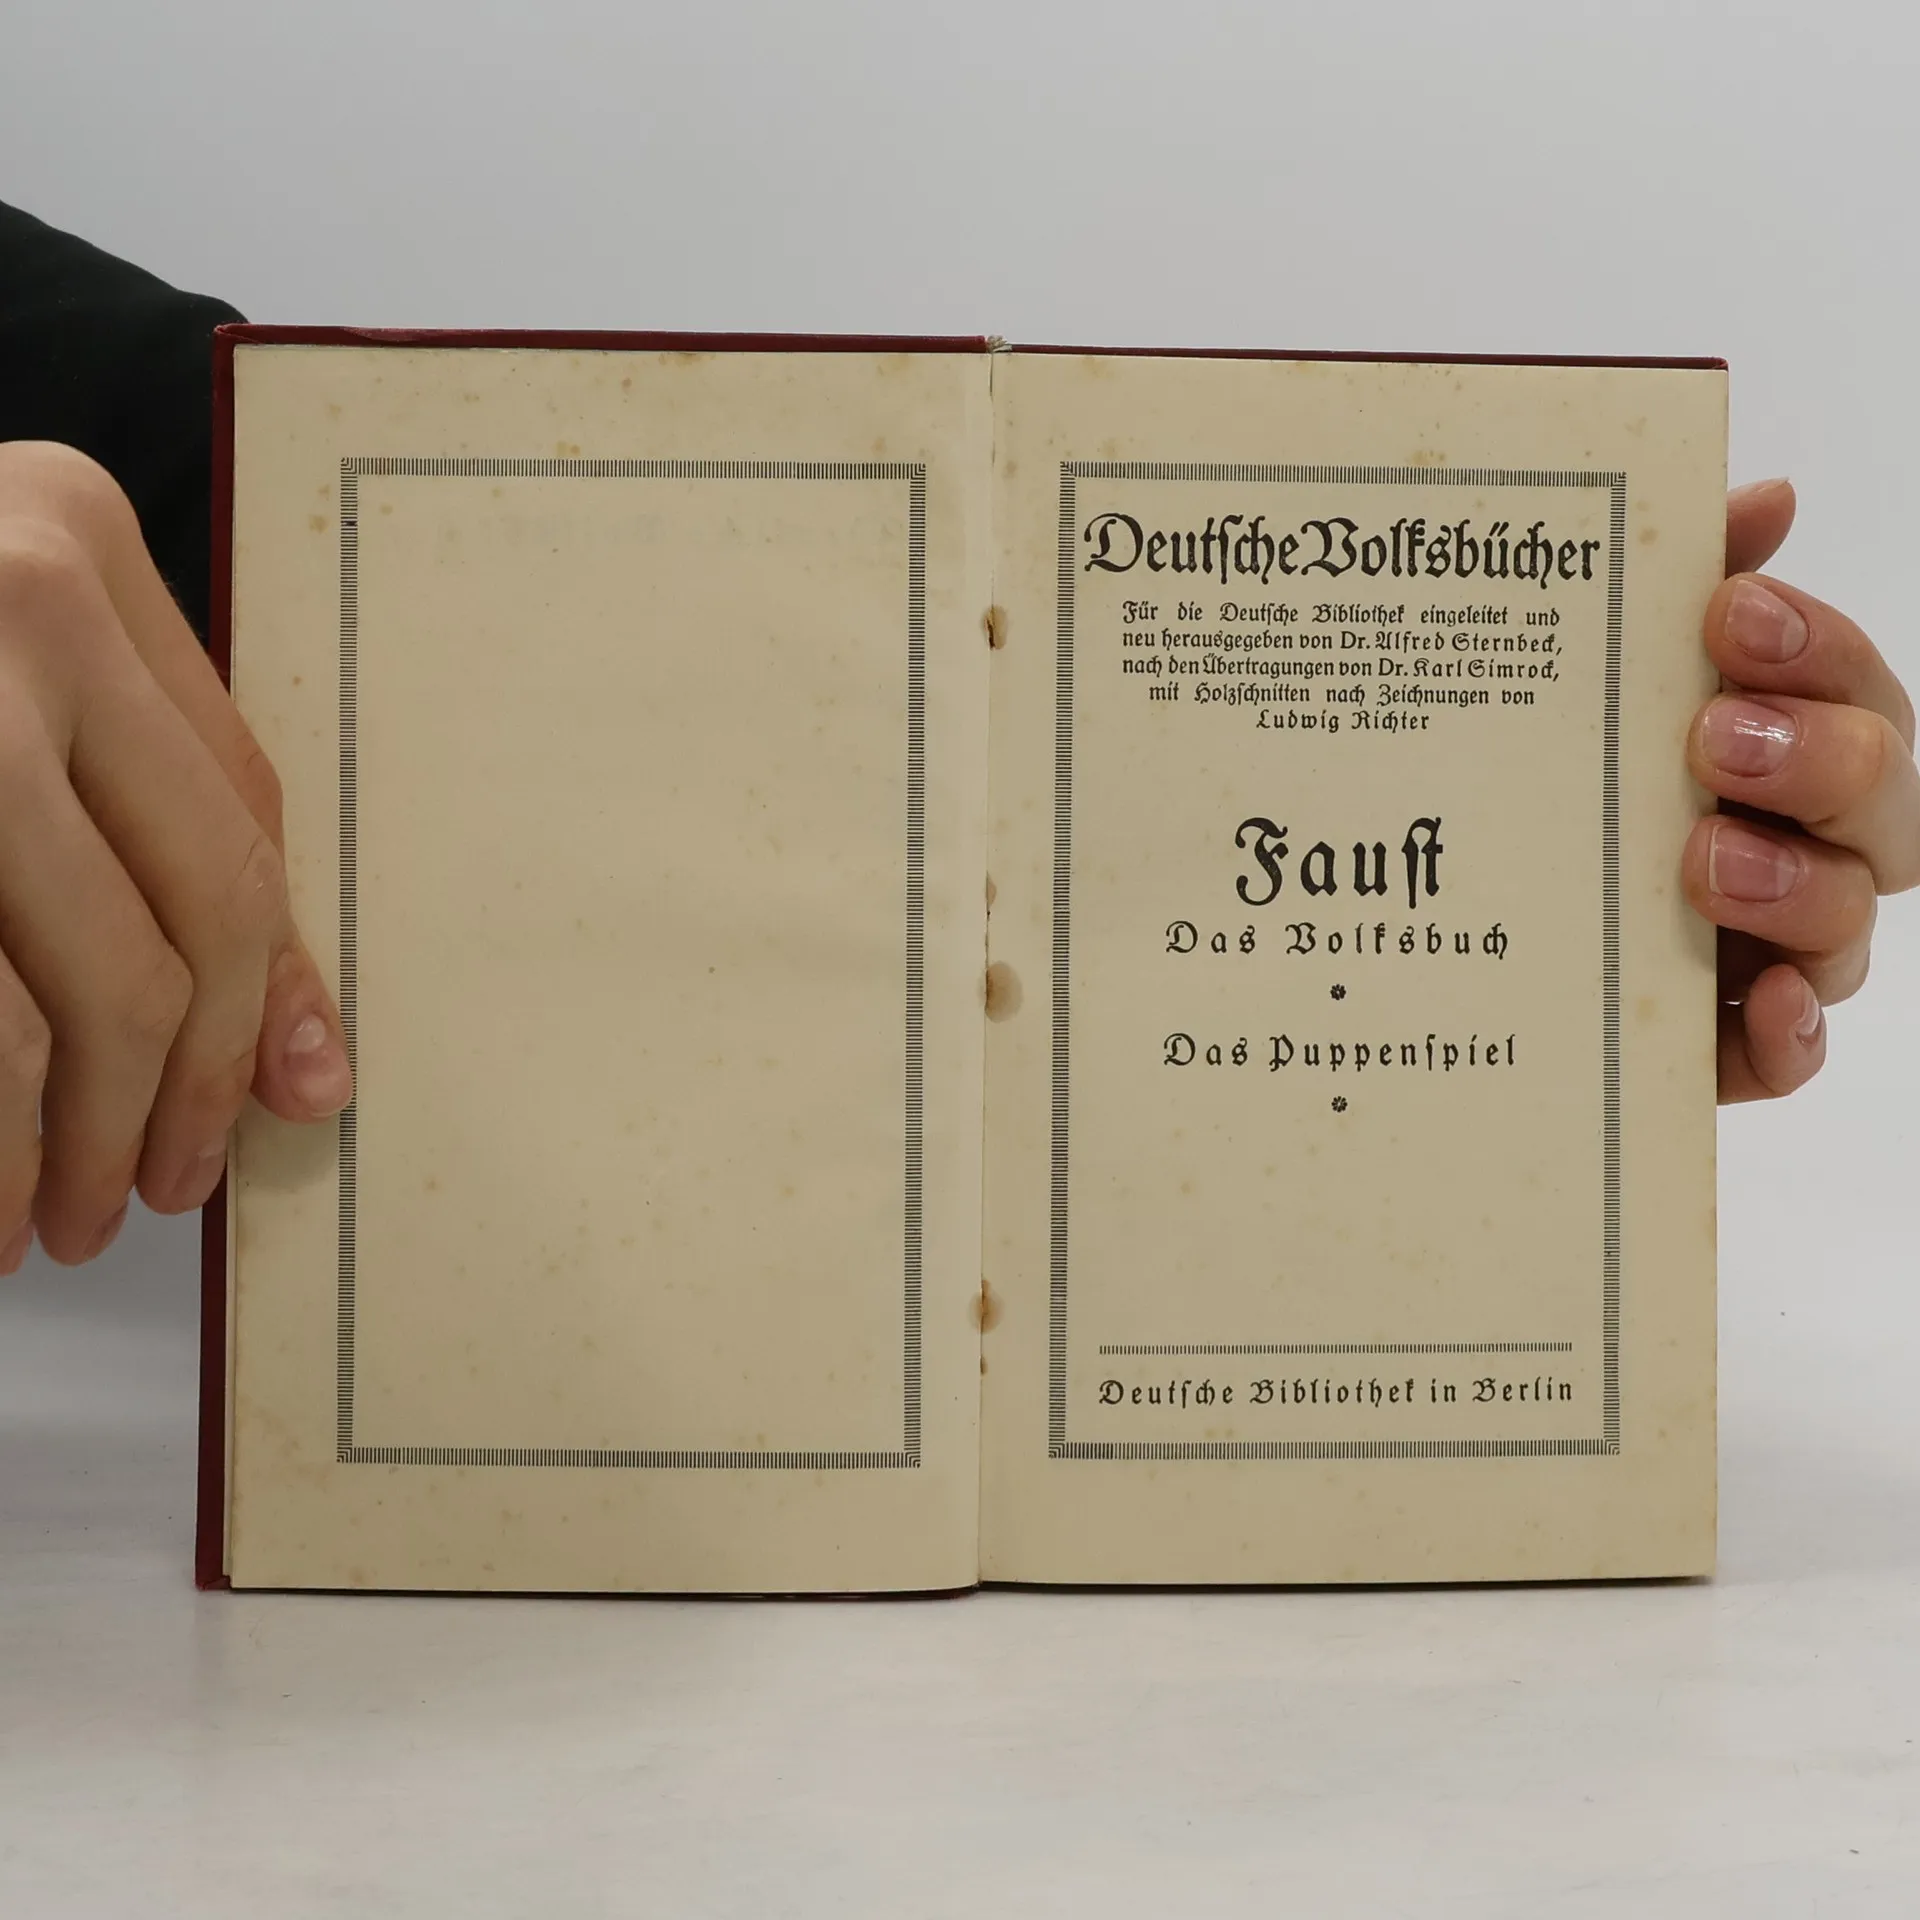 Deutſche Volksbücher
Für die Deutſche Bibliothek eingeleitet und
neu herausgegeben von Dr. Alfred Sternbeck,
nach den Übertragungen von Dr. Karl Simrock,
mit Holzſchnitten nach Zeichnungen von
Ludwig Richter
Fauſt
Das Volksbuch
Das Puppenſpiel
Deutſche Bibliothek in Berlin